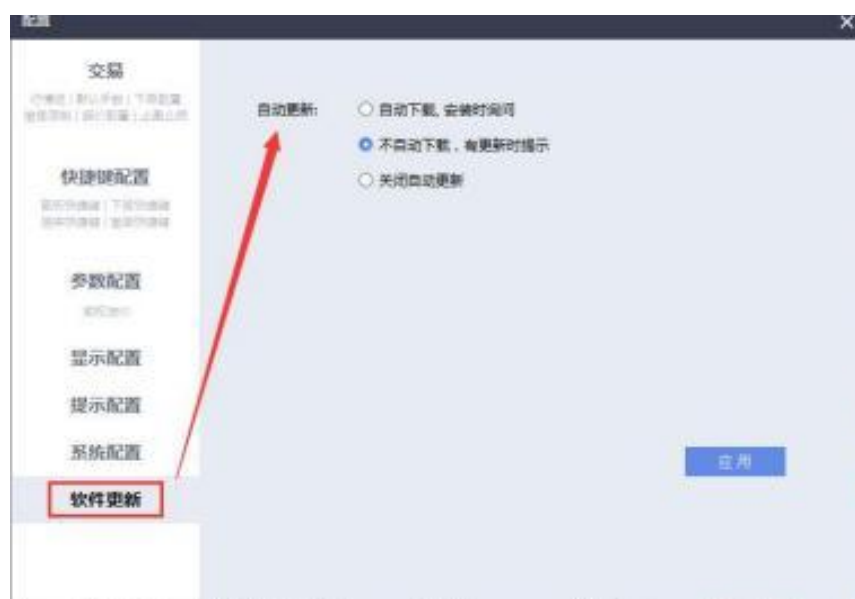 配置
交易
快捷键配置
参数配置
显示配置
提示配置
系统配置
软件更新
自动更新:
自动下载, 安装时询问
不自动下载，有更新时提示
关闭自动更新
应用